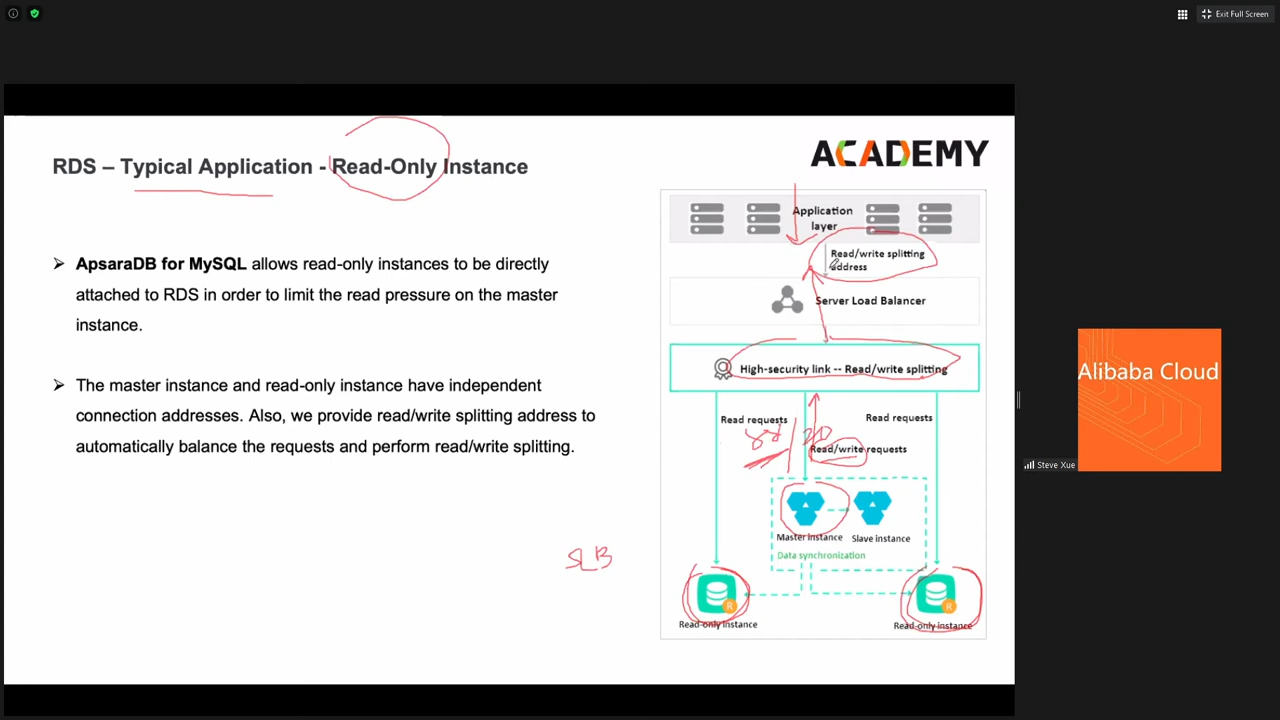 Exit Full Screen
RDS – Typical Application - Read-Only Instance
ACADEMY
➢ ApsaraDB for MySQL allows read-only instances to be directly
attached to RDS in order to limit the read pressure on the master
instance.
➢ The master instance and read-only instance have independent
connection addresses. Also, we provide read/write splitting address to
automatically balance the requests and perform read/write splitting.
SLB
Application
layer
Read/write splitting
address
Server Load Balancer
High-security link -- Read/write splitting
Read requests
Read requests
Read/write requests
Master instance
Slave instance
Data synchronization
R
R
Read-only instance
Read-only instance
Alibaba Cloud
Steve Xue